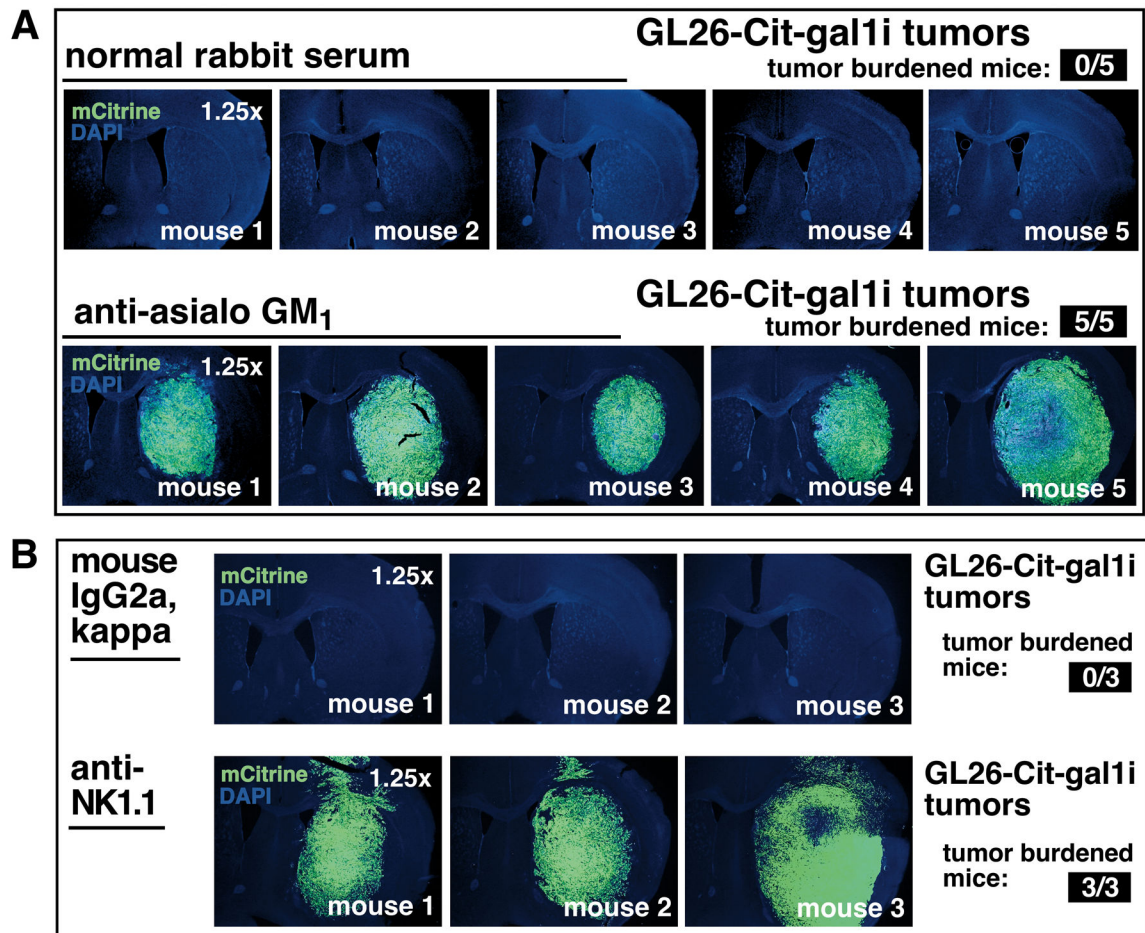 A
normal rabbit serum
GL26-Cit-gal1i tumors
tumor burdened mice: 0/5
mCitrine 1.25x
DAPI
mouse 1
mouse 2
mouse 3
mouse 4
mouse 5
anti-asialo GM1
GL26-Cit-gal1i tumors
tumor burdened mice: 5/5
mCitrine 1.25x
DAPI
mouse 1
mouse 2
mouse 3
mouse 4
mouse 5
B
mouse
IgG2a,
kappa
mCitrine 1.25x
DAPI
mouse 1
mouse 2
mouse 3
GL26-Cit-gal1i
tumors
tumor burdened
mice:
0/3
anti-
NK1.1
mCitrine 1.25x
DAPI
mouse 1
mouse 2
mouse 3
GL26-Cit-gal1i
tumors
tumor burdened
mice:
3/3